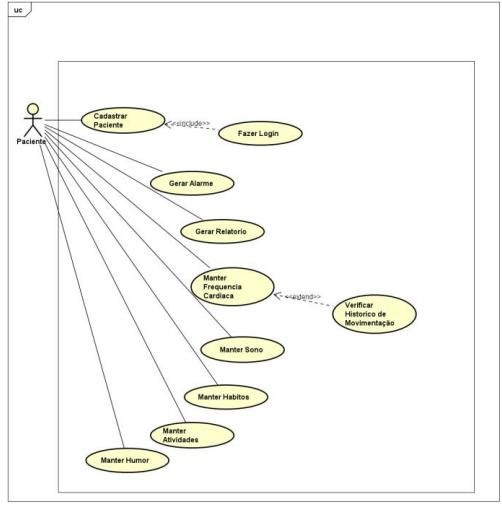 uc
Cadastrar
Paciente
<<include>>
Fazer Login
Paciente
Gerar Alarme
Gerar Relatorio
Manter
Frequencia
Cardiaca
<<extend>>
Verificar
Historico de
Movimentação
Manter Sono
Manter Habitos
Manter
Atividades
Manter Humor